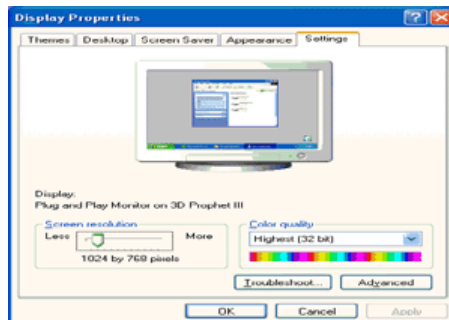 Display Properties
Themes Desktop Screen Saver Appearance Settings
Display:
Plug and Play Monitor on 3D Prophet III
Screen resolution
Less More
1024 by 768 pixels
Color quality
Highest (32 bit)
Troubleshoot... Advanced
OK Cancel Apply